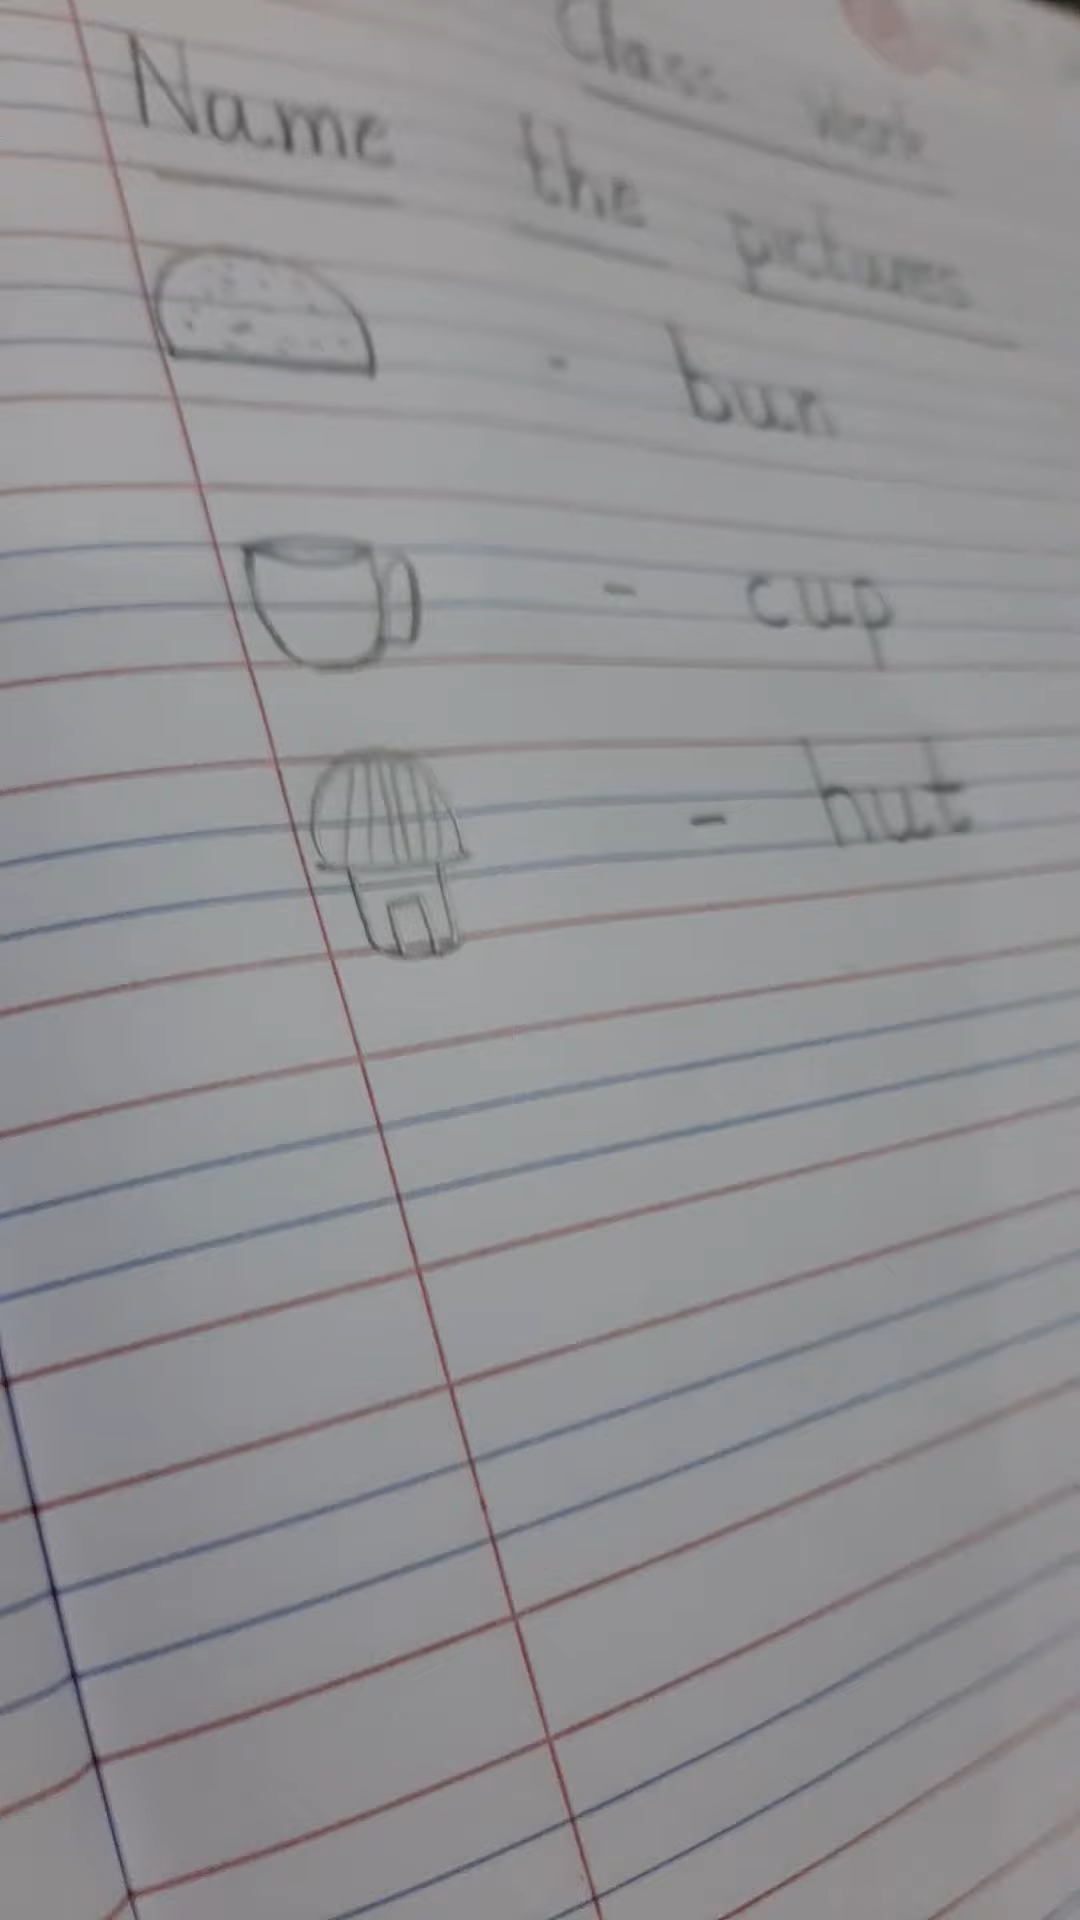 Class Work
Name the pictures
- bun
- cup
- hut